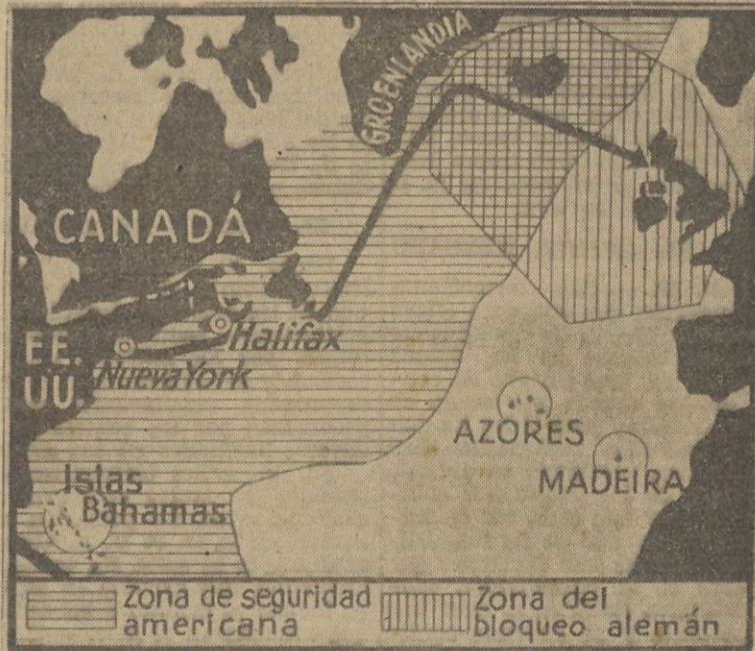 GROENLANDIA
CANADÁ
EE.
UU.
Halifax
Nueva York
AZORES
MADEIRA
Islas
Bahamas
Zona de seguridad
americana
Zona del
bloqueo alemán